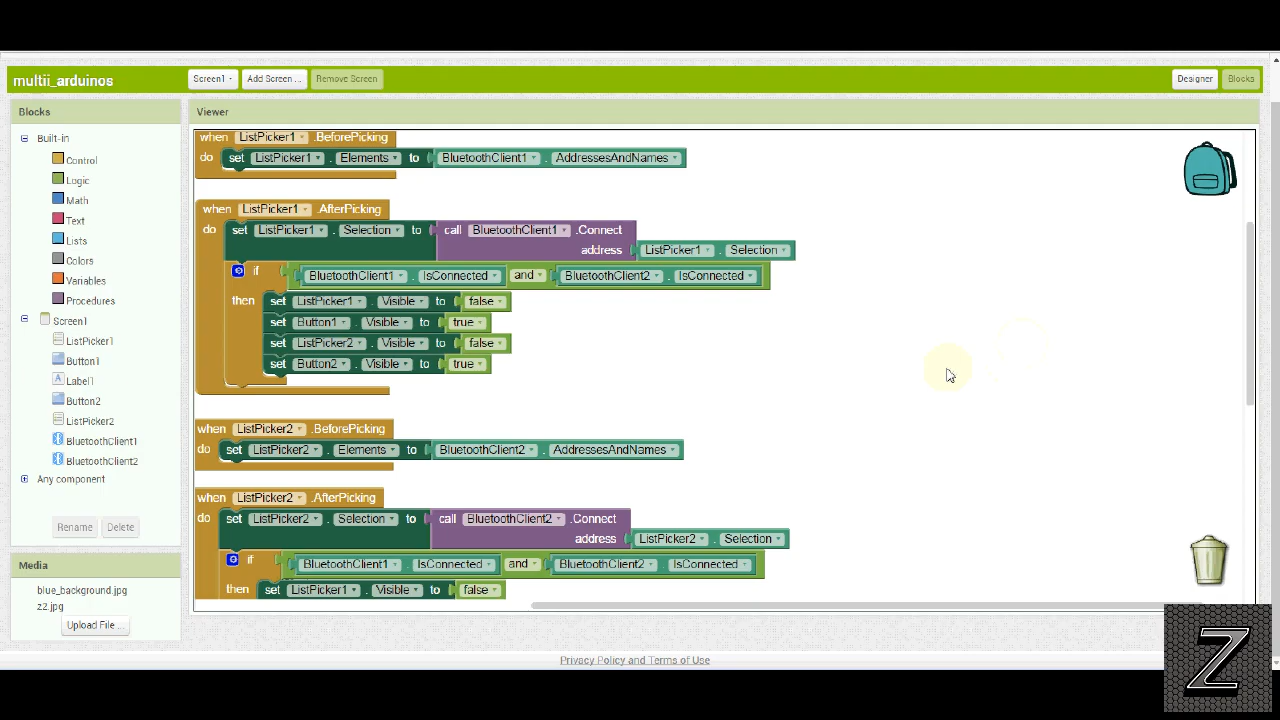 multii_arduinos
Screen1
Add Screen ...
Remove Screen
Designer
Blocks
Blocks
Viewer
Built-in
Control
Logic
Math
Text
Lists
Colors
Variables
Procedures
Screen1
ListPicker1
Button1
Label1
Button2
ListPicker2
BluetoothClient1
BluetoothClient2
Any component
Rename
Delete
Media
blue_background.jpg
z2.jpg
Upload File ...
when ListPicker1 .BeforePicking
do set ListPicker1 . Elements to BluetoothClient1 . AddressesAndNames
when ListPicker1 .AfterPicking
do set ListPicker1 . Selection to call BluetoothClient1 .Connect
address ListPicker1 . Selection
if BluetoothClient1 . IsConnected and BluetoothClient2 . IsConnected
then set ListPicker1 . Visible to false
set Button1 . Visible to true
set ListPicker2 . Visible to false
set Button2 . Visible to true
when ListPicker2 .BeforePicking
do set ListPicker2 . Elements to BluetoothClient2 . AddressesAndNames
when ListPicker2 .AfterPicking
do set ListPicker2 . Selection to call BluetoothClient2 .Connect
address ListPicker2 . Selection
if BluetoothClient1 . IsConnected and BluetoothClient2 . IsConnected
then set ListPicker1 . Visible to false
Privacy Policy and Terms of Use
Z